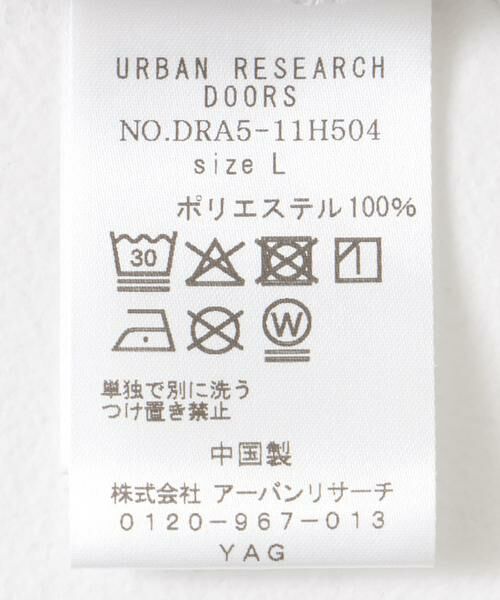 URBAN RESEARCH
DOORS
NO.DRA5-11H504
size L
ポリエステル100%
30
W
単独で別に洗う
つけ置き禁止
中国製
株式会社 アーバンリサーチ
0120-967-013
YAG